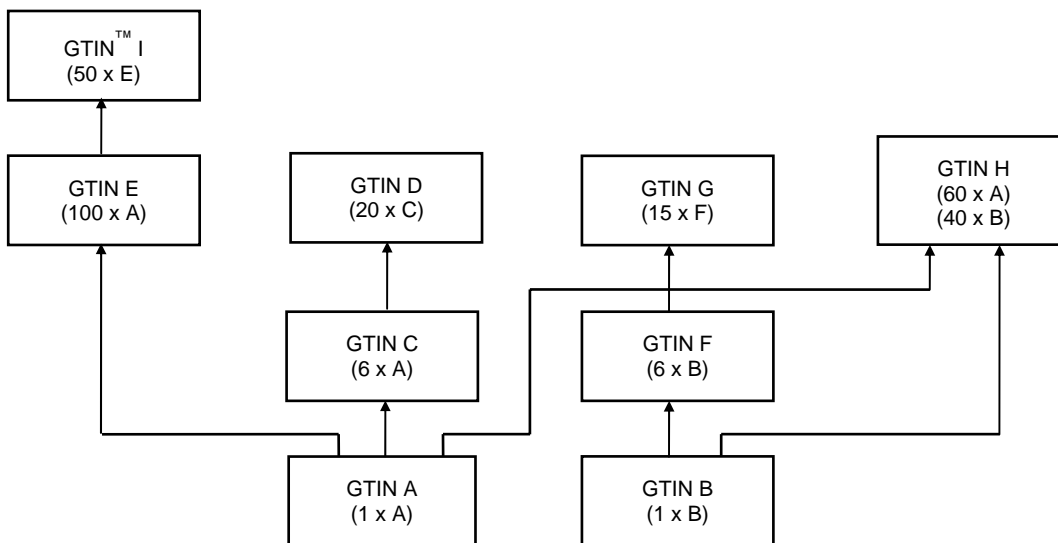 GTIN™ I
(50 x E)
GTIN E
(100 x A)
GTIN D
(20 x C)
GTIN G
(15 x F)
GTIN H
(60 x A)
(40 x B)
GTIN C
(6 x A)
GTIN F
(6 x B)
GTIN A
(1 x A)
GTIN B
(1 x B)